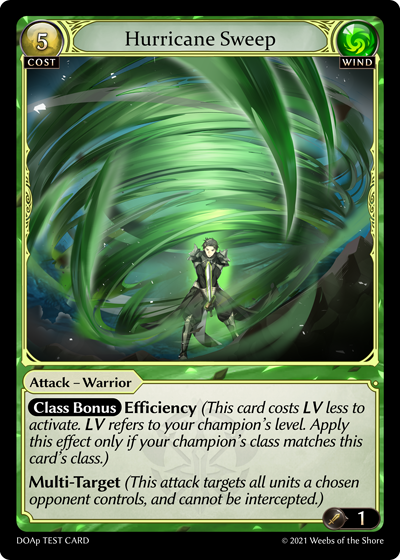 5
Hurricane Sweep
COST
WIND
Attack – Warrior
Class Bonus Efficiency (This card costs LV less to
activate. LV refers to your champion's level. Apply
this effect only if your champion's class matches this
card's class.)
Multi-Target (This attack targets all units a chosen
opponent controls, and cannot be intercepted.)
1
DOAp TEST CARD
© 2021 Weebs of the Shore